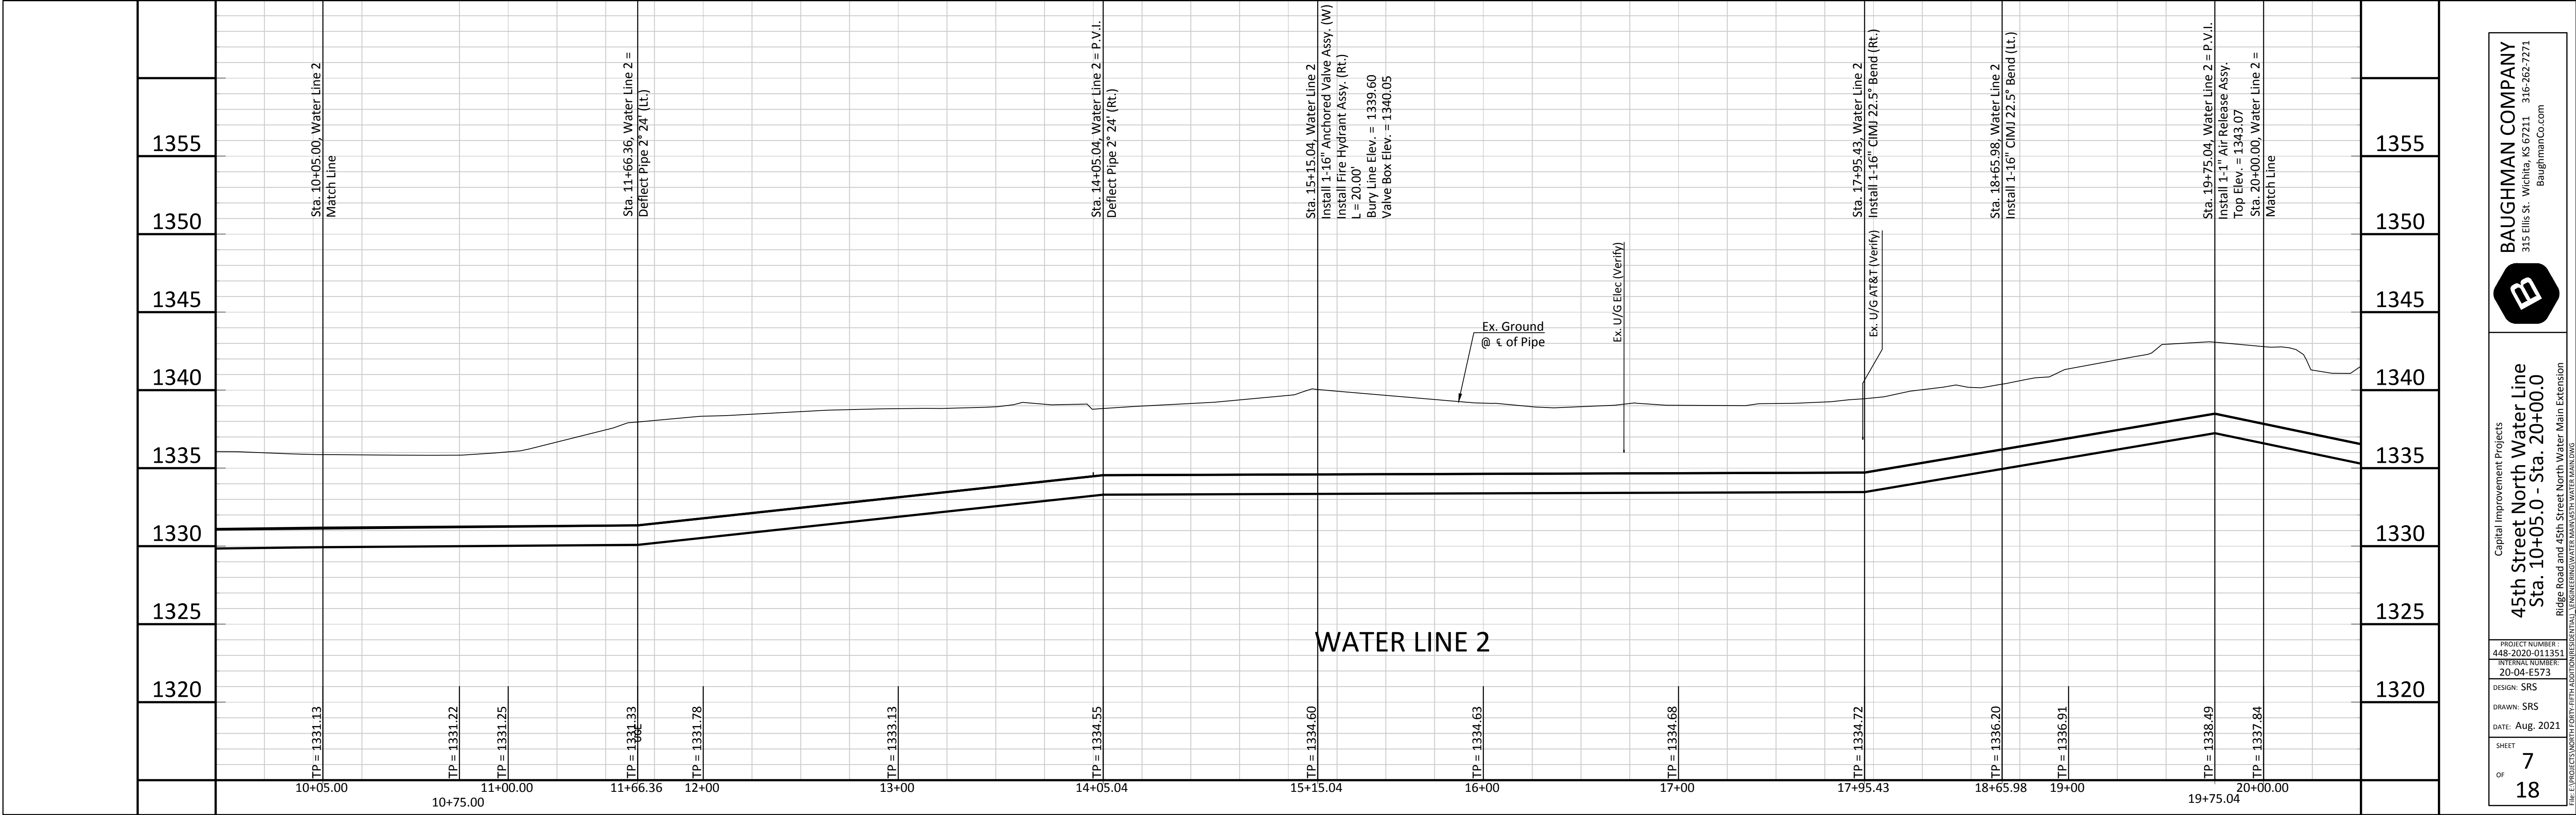 Sta. 10+05.00, Water Line 2
Match Line
Sta. 11+66.36, Water Line 2 =
Deflect Pipe 2° 24' (Lt.)
Sta. 14+05.04, Water Line 2 = P.V.I.
Deflect Pipe 2° 24' (Rt.)
Sta. 15+15.04, Water Line 2
Install 1-16" Anchored Valve Assy. (W)
Install Fire Hydrant Assy. (Rt.)
L = 20.00'
Bury Line Elev. = 1339.60
Valve Box Elev. = 1340.05
Sta. 17+95.43, Water Line 2
Install 1-16" CIMJ 22.5° Bend (Rt.)
Sta. 18+65.98, Water Line 2
Install 1-16" CIMJ 22.5° Bend (Lt.)
Sta. 19+75.04, Water Line 2 = P.V.I.
Install 1-1" Air Release Assy.
Top Elev. = 1343.07
Sta. 20+00.00, Water Line 2 =
Match Line
Ex. U/G Elec (Verify)
Ex. U/G AT&T (Verify)
Ex. Ground
@ ℄ of Pipe
1355
1350
1345
1340
1335
1330
1325
1320
1355
1350
1345
1340
1335
1330
1325
1320
WATER LINE 2
TP = 1331.13
TP = 1331.22
TP = 1331.25
TP = 1331.33
UGE
TP = 1331.78
TP = 1333.13
TP = 1334.55
TP = 1334.60
TP = 1334.63
TP = 1334.68
TP = 1334.72
TP = 1336.20
TP = 1336.91
TP = 1338.49
TP = 1337.84
10+05.00
10+75.00
11+00.00
11+66.36
12+00
13+00
14+05.04
15+15.04
16+00
17+00
17+95.43
18+65.98
19+00
19+75.04
20+00.00
B
BAUGHMAN COMPANY
315 Ellis St. Wichita, KS 67211 316-262-7271
BaughmanCo.com
Capital Improvement Projects
45th Street North Water Line
Sta. 10+05.0 - Sta. 20+00.0
Ridge Road and 45th Street North Water Main Extension
PROJECT NUMBER :
448-2020-011351
INTERNAL NUMBER:
20-04-E573
DESIGN: SRS
DRAWN: SRS
DATE: Aug. 2021
SHEET
7
OF
18
File: E:\PROJECTS\NORTH FORTY-FIFTH ADDITION(RESIDENTIAL)_\ENGINEERING\WATER MAIN\45TH WATER MAIN.DWG